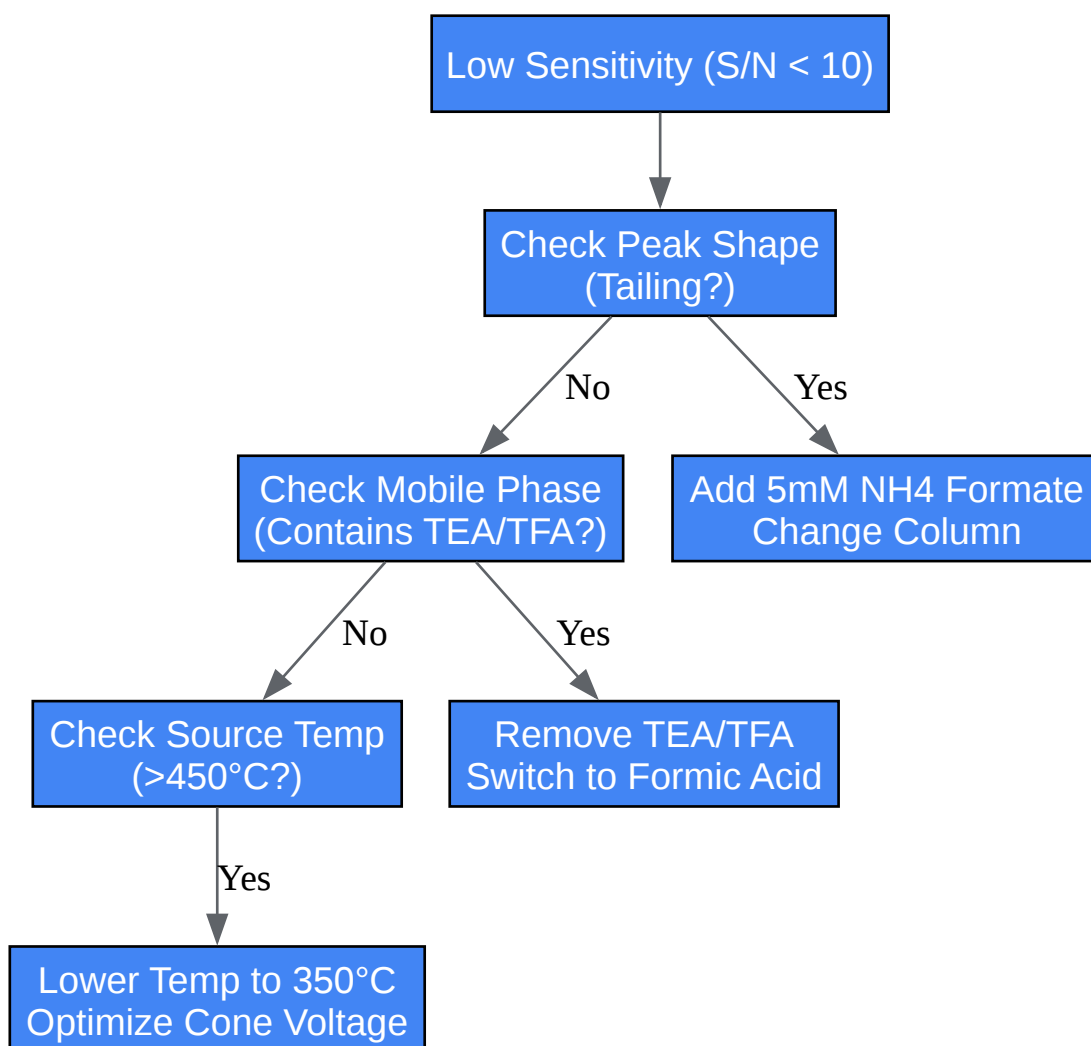 Low Sensitivity (S/N < 10)
Check Peak Shape
(Tailing?)
No
Yes
Check Mobile Phase
(Contains TEA/TFA?)
Add 5mM NH4 Formate
Change Column
No
Yes
Check Source Temp
(>450°C?)
Remove TEA/TFA
Switch to Formic Acid
Yes
Lower Temp to 350°C
Optimize Cone Voltage